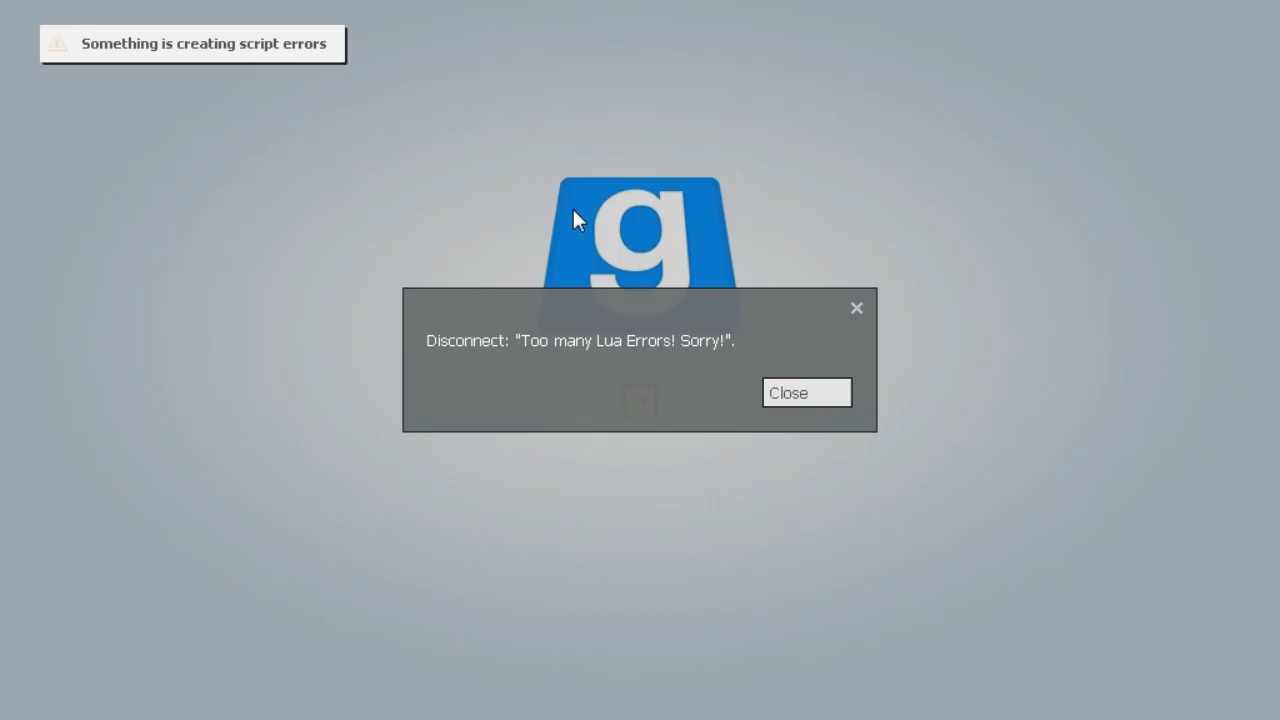 Something is creating script errors
g
Disconnect: "Too many Lua Errors! Sorry!".
Close